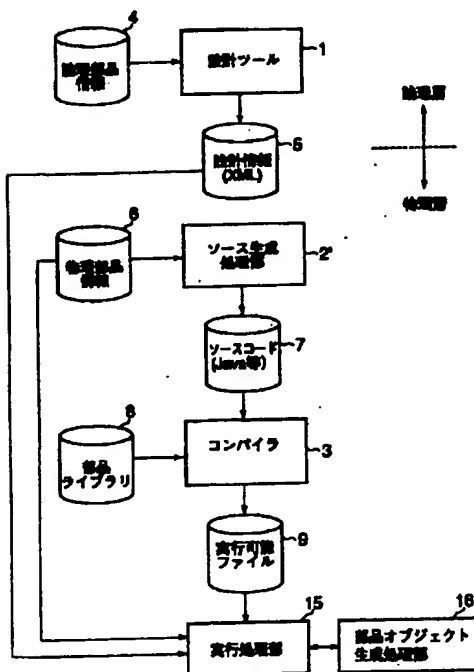 4
論理部品
情報
設計ツール
1
論理層
設計情報
(XML)
5
物理層
6
物理部品
情報
ソース生成
処理部
2'
ソースコード
(Java等)
7
8
部品
ライブラリ
コンパイラ
3
実行可能
ファイル
9
15
実行処理部
16
部品オブジェクト
生成処理部